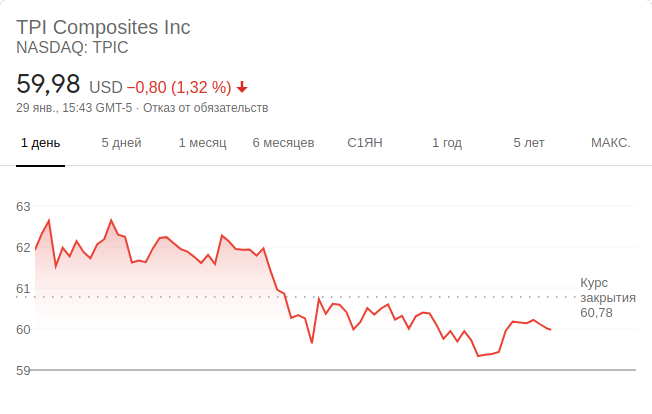 TPI Composites Inc
NASDAQ: TPIC
59,98 USD −0,80 (1,32 %)
29 янв., 15:43 GMT-5 · Отказ от обязательств
1 день 5 дней 1 месяц 6 месяцев С1ЯН 1 год 5 лет МАКС.
63
62
61
60
59
Курс
закрытия
60,78